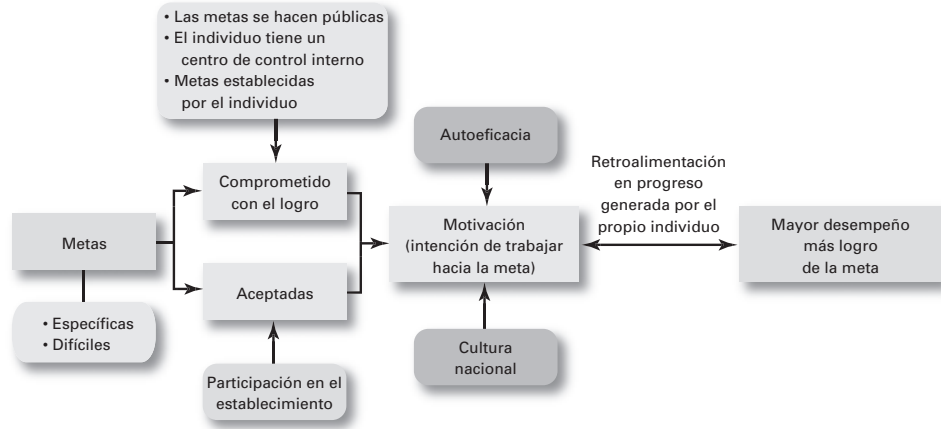 • Las metas se hacen públicas
• El individuo tiene un
centro de control interno
• Metas establecidas
por el individuo
Autoeficacia
Comprometido
con el logro
Retroalimentación
en progreso
generada por el
propio individuo
Metas
Motivación
(intención de trabajar
hacia la meta)
Mayor desempeño
más logro
de la meta
Aceptadas
• Específicas
• Difíciles
Cultura
nacional
Participación en el
establecimiento